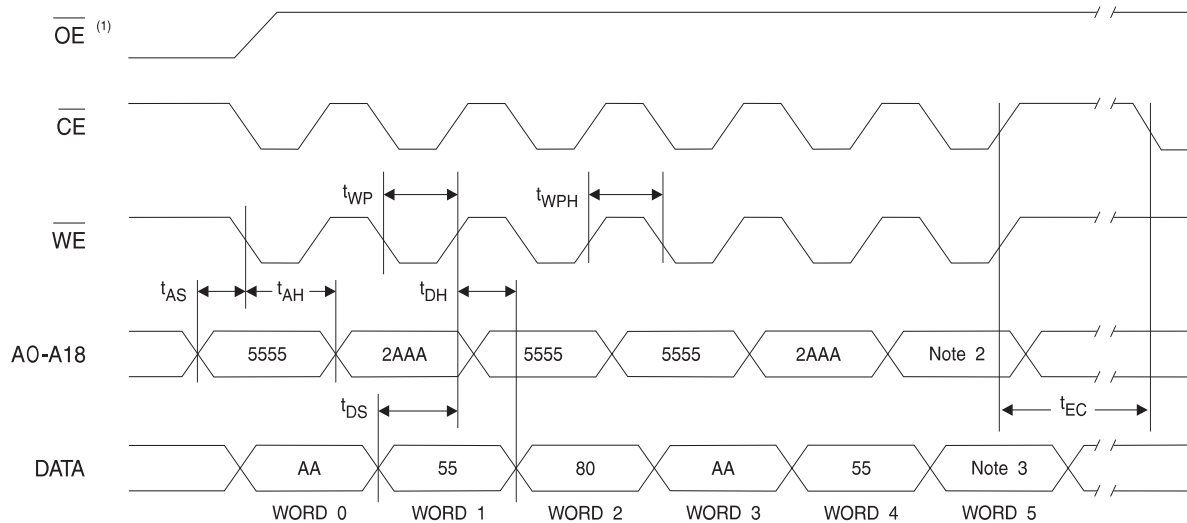 OE (1)
CE
tWP tWPH
WE
tAS tAH tDH
A0-A18 5555 2AAA 5555 5555 2AAA Note 2
tDS tEC
DATA AA 55 80 AA 55 Note 3
WORD 0 WORD 1 WORD 2 WORD 3 WORD 4 WORD 5